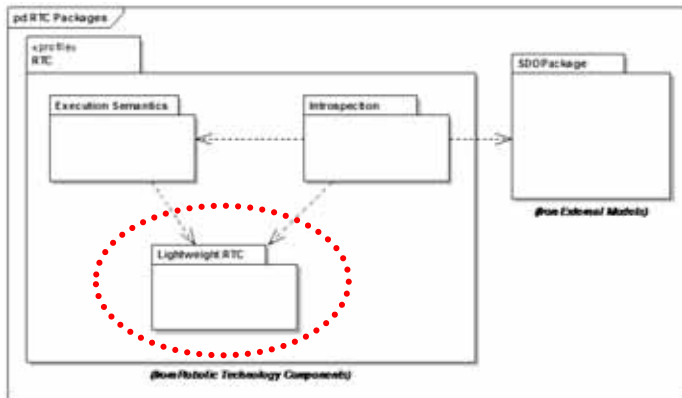 pd RTC Packages
«profile»
RTC
SDOPackage
Execution Semantics
Introspection
(from External Models)
Lightweight RTC
(from Robotic Technology Components)